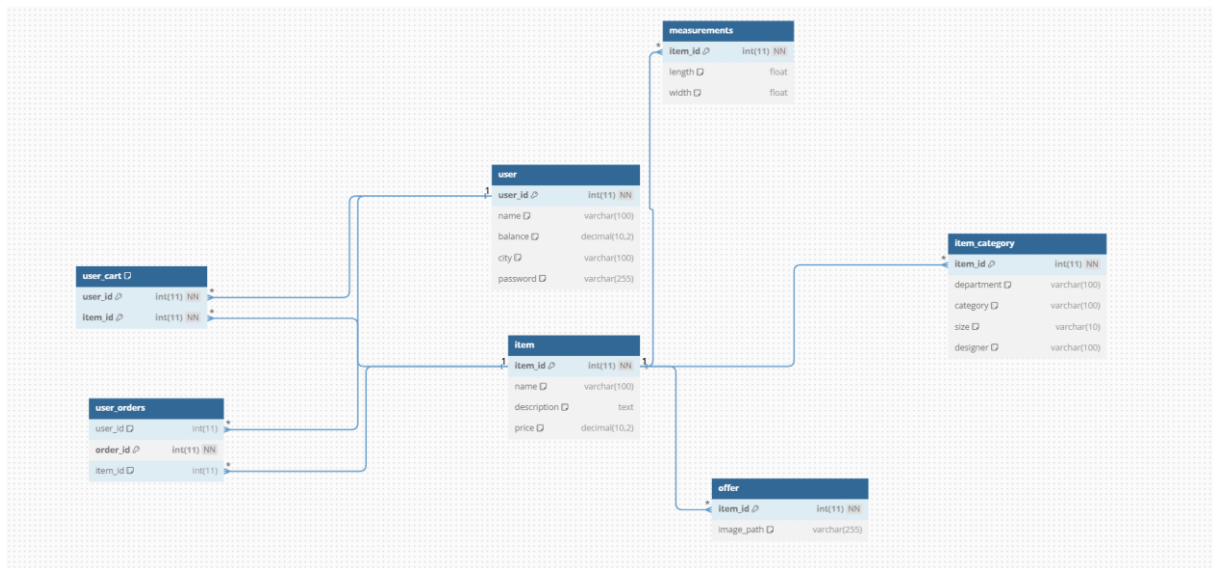 measurements
item_id int(11) NN
length float
width float
user
1
user_id int(11) NN
name varchar(100)
balance decimal(10,2)
city varchar(100)
password varchar(255)
item_category
*
item_id int(11) NN
department varchar(100)
category varchar(100)
size varchar(10)
designer varchar(100)
user_cart
user_id int(11) NN *
item_id int(11) NN *
item
1 item_id int(11) NN 1
name varchar(100)
description text
price decimal(10,2)
user_orders
user_id int(11) *
order_id int(11) NN
item_id int(11) *
offer
* item_id int(11) NN
image_path varchar(255)